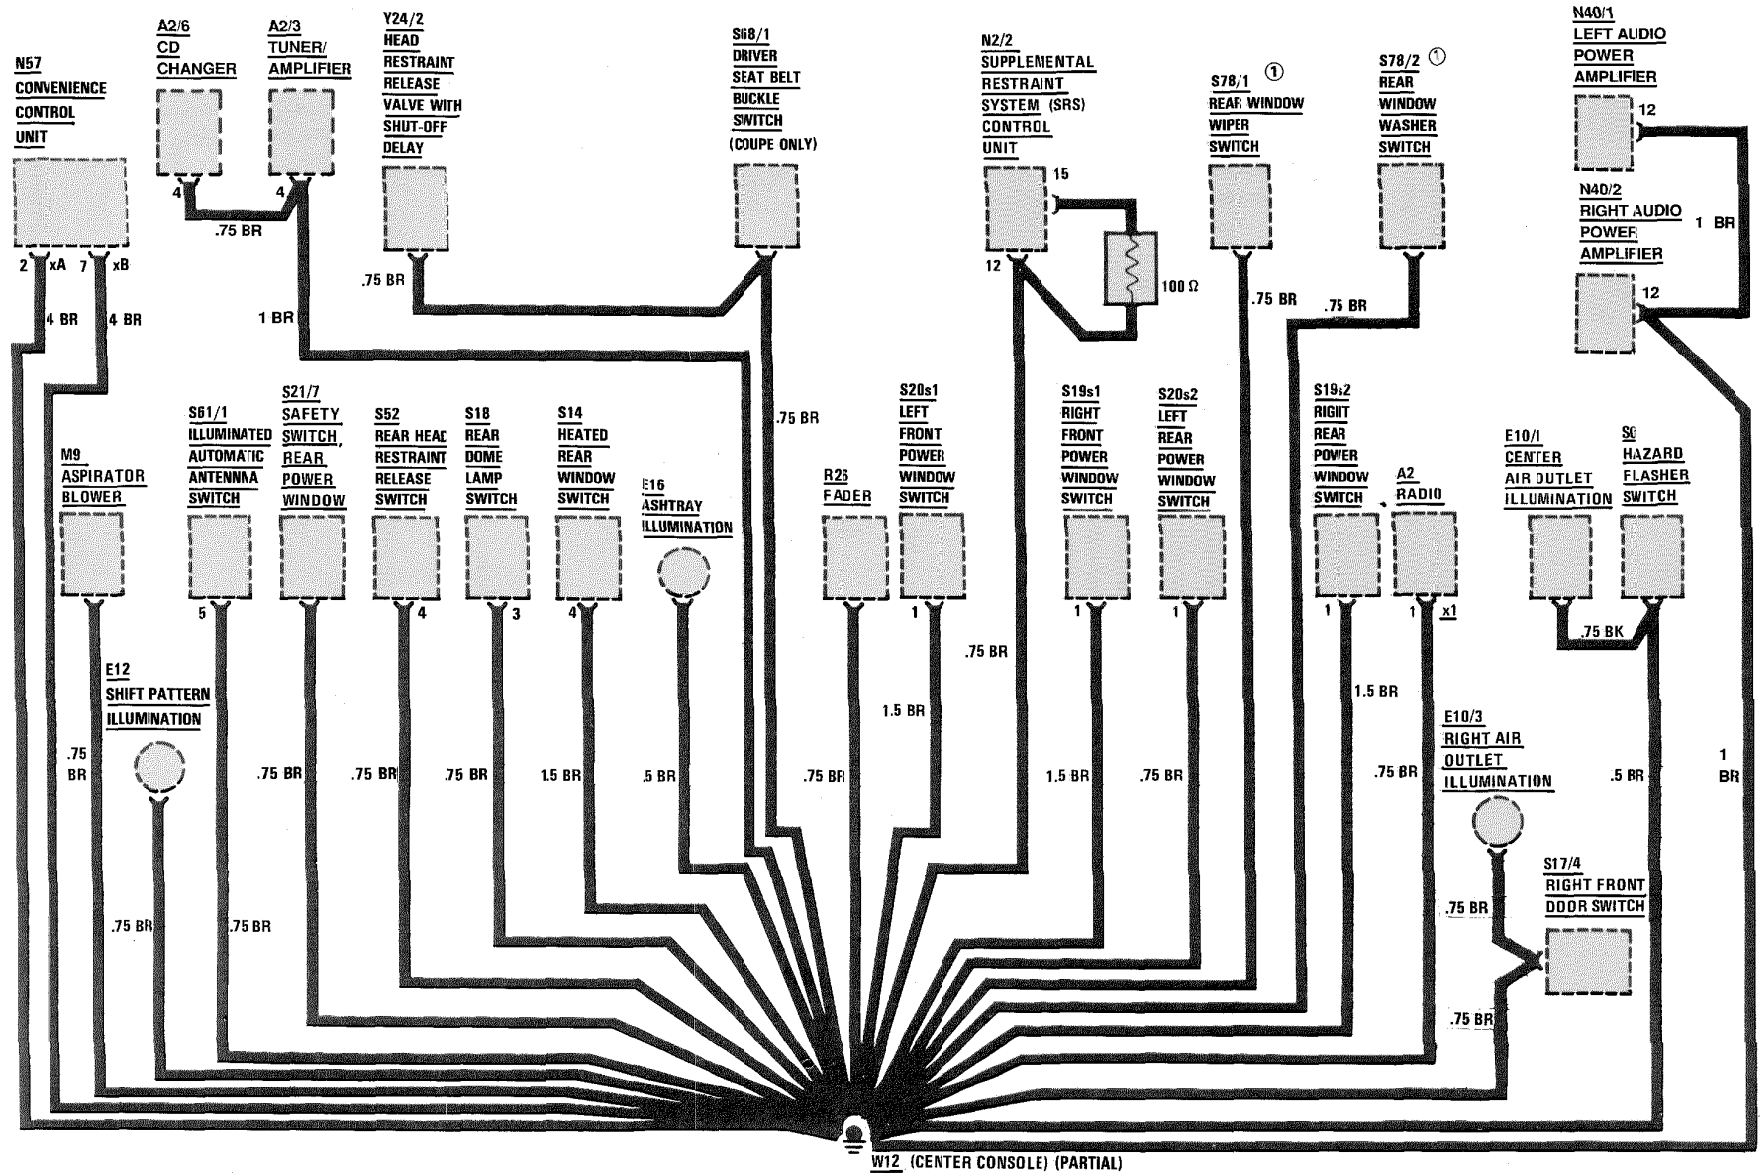 N57
CONVENIENCE
CONTROL
UNIT
2
xA
7
xB
4 BR
4 BR
A2/6
CD
CHANGER
4
.75 BR
A2/3
TUNER/
AMPLIFIER
4
1 BR
Y24/2
HEAD
RESTRAINT
RELEASE
VALVE WITH
SHUT-OFF
DELAY
.75 BR
S68/1
DRIVER
SEAT BELT
BUCKLE
SWITCH
(COUPE ONLY)
.75 BR
N2/2
SUPPLEMENTAL
RESTRAINT
SYSTEM (SRS)
CONTROL
UNIT
15
12
100 Ω
.75 BR
S78/1
①
REAR WINDOW
WIPER
SWITCH
.75 BR
S78/2
①
REAR
WINDOW
WASHER
SWITCH
.75 BR
N40/1
LEFT AUDIO
POWER
AMPLIFIER
12
1 BR
N40/2
RIGHT AUDIO
POWER
AMPLIFIER
12
1
BR
M9
ASPIRATOR
BLOWER
.75
BR
E12
SHIFT PATTERN
ILLUMINATION
.75 BR
S61/1
ILLUMINATED
AUTOMATIC
ANTENNA
SWITCH
5
.75 BR
S21/7
SAFETY
SWITCH,
REAR
POWER
WINDOW
.75 BR
S52
REAR HEAD
RESTRAINT
RELEASE
SWITCH
4
.75 BR
S18
REAR
DOME
LAMP
SWITCH
3
.75 BR
S14
HEATED
REAR
WINDOW
SWITCH
4
1.5 BR
E16
ASHTRAY
ILLUMINATION
.5 BR
R26
FADER
.75 BR
S20s1
LEFT
FRONT
POWER
WINDOW
SWITCH
1
1.5 BR
S19s1
RIGHT
FRONT
POWER
WINDOW
SWITCH
1
1.5 BR
S20s2
LEFT
REAR
POWER
WINDOW
SWITCH
1
.75 BR
S19s2
RIGHT
REAR
POWER
WINDOW
SWITCH
1
1.5 BR
A2
RADIO
1
x1
.75 BR
E10/1
CENTER
AIR OUTLET
ILLUMINATION
.75 BK
S6
HAZARD
FLASHER
SWITCH
.5 BR
E10/3
RIGHT AIR
OUTLET
ILLUMINATION
.75 BR
S17/4
RIGHT FRONT
DOOR SWITCH
.75 BR
W12 (CENTER CONSOLE) (PARTIAL)